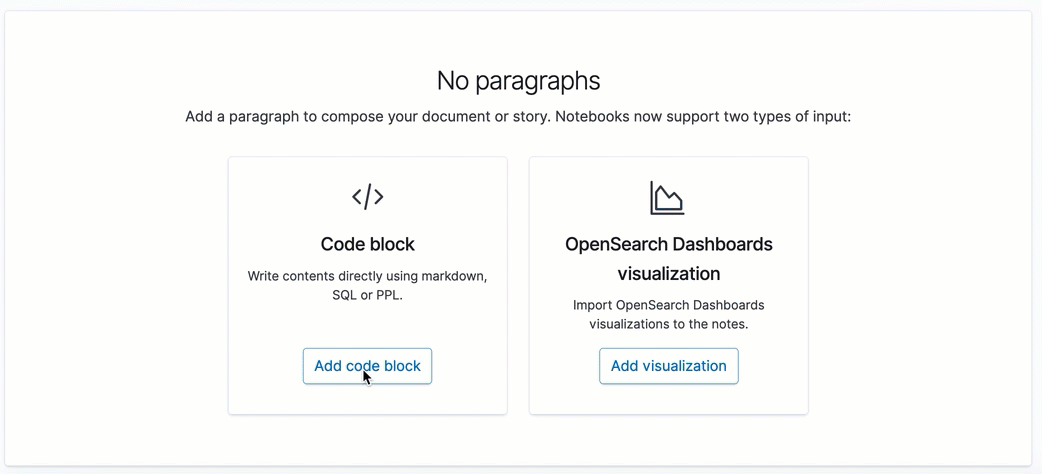 No paragraphs
Add a paragraph to compose your document or story. Notebooks now support two types of input:
Code block
Write contents directly using markdown,
SQL or PPL.
Add code block
OpenSearch Dashboards
visualization
Import OpenSearch Dashboards
visualizations to the notes.
Add visualization